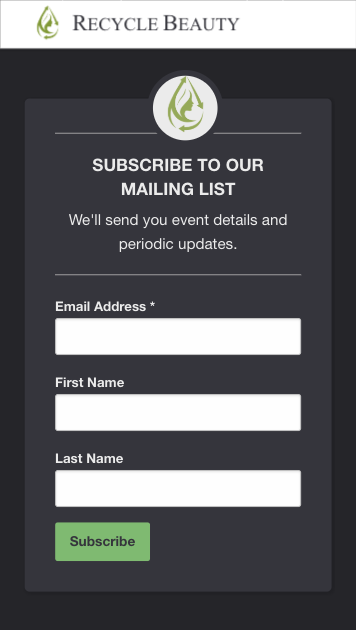 RECYCLE BEAUTY
SUBSCRIBE TO OUR
MAILING LIST
We'll send you event details and
periodic updates.
Email Address *
First Name
Last Name
Subscribe